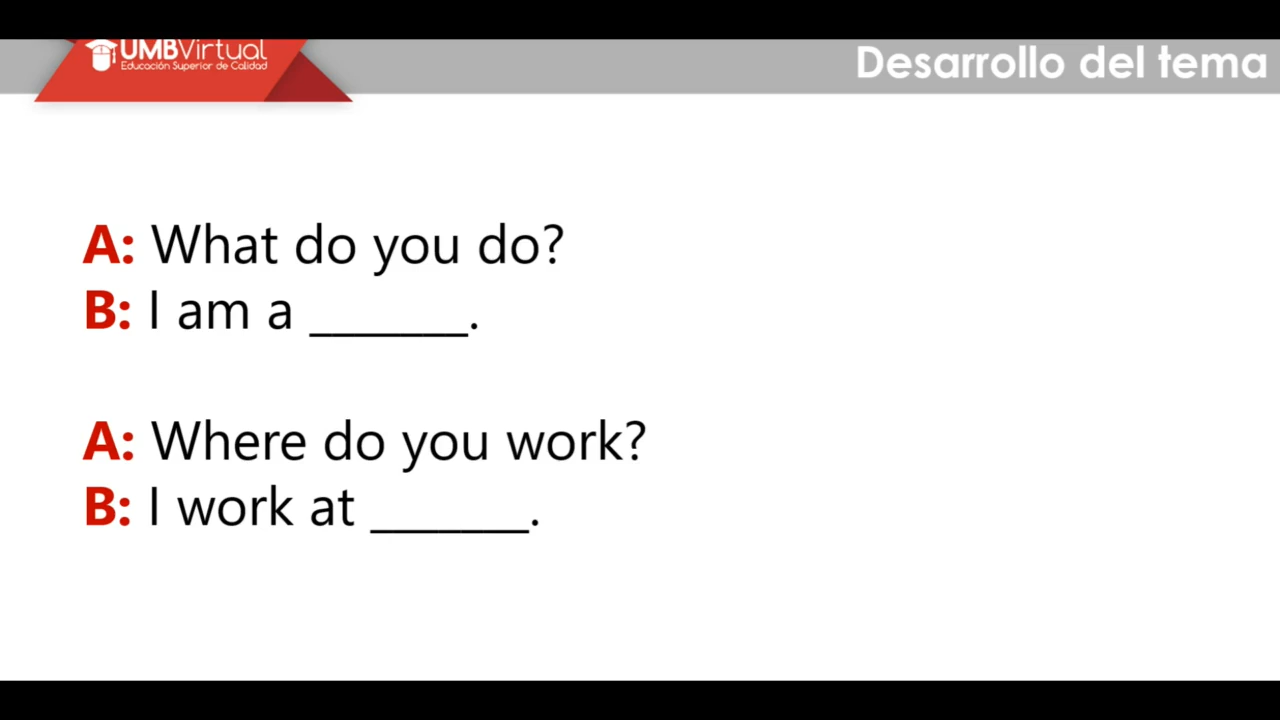 UMBVirtual
Educación Superior de Calidad
Desarrollo del tema
A: What do you do?
B: I am a _______.
A: Where do you work?
B: I work at _______.